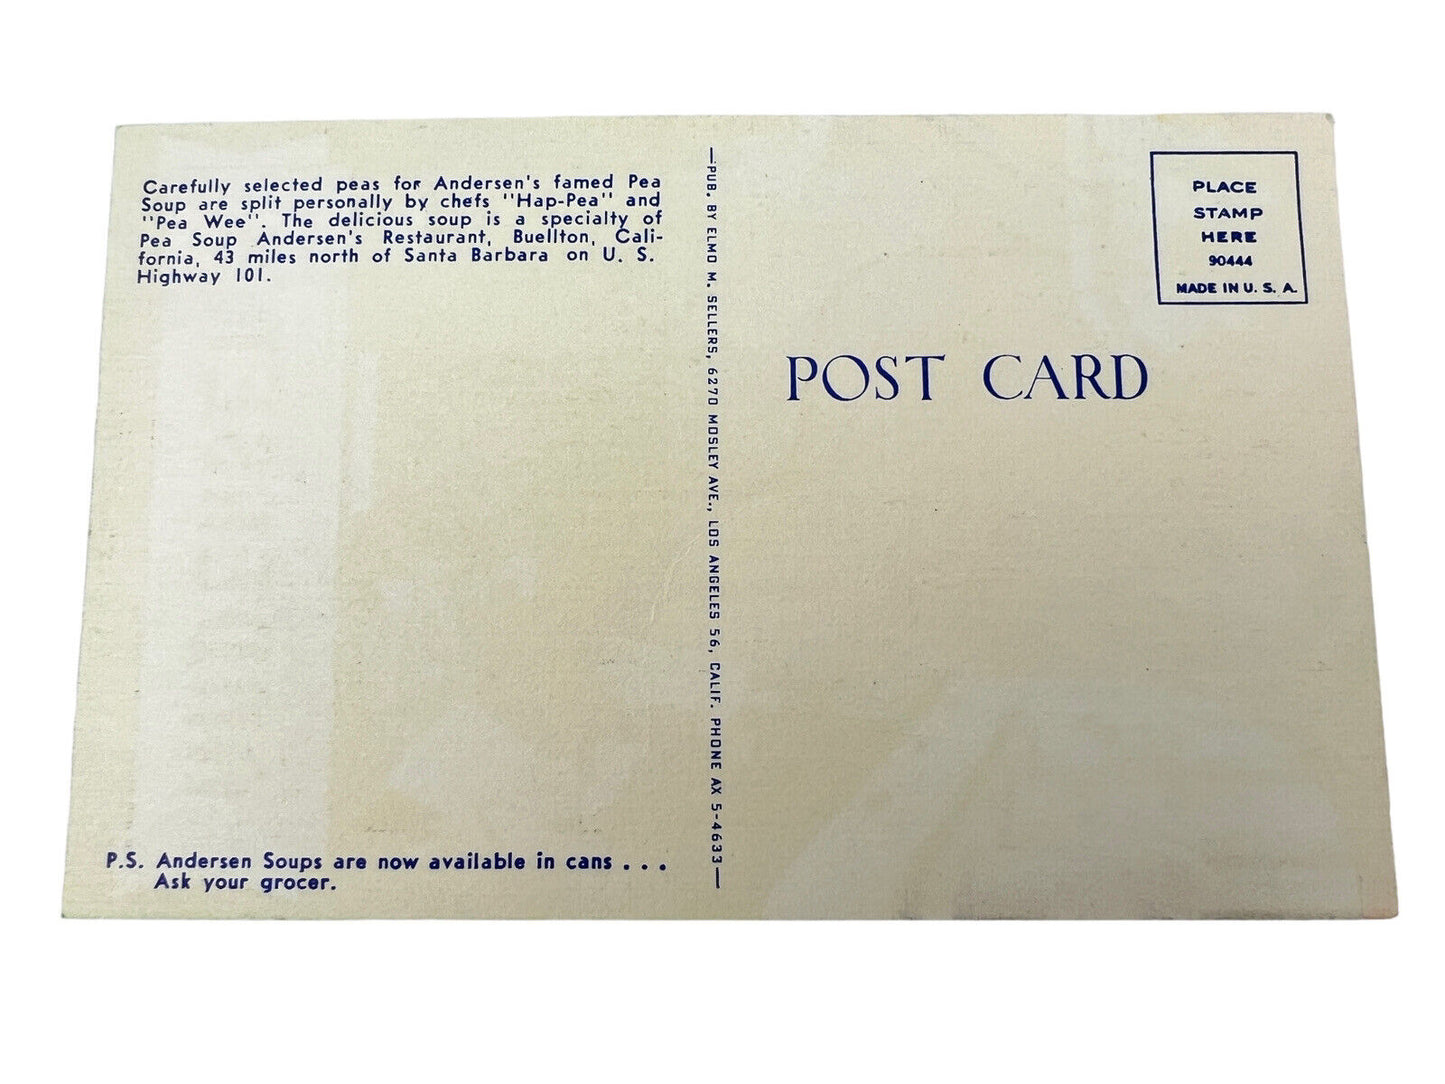 Carefully selected peas for Andersen's famed Pea
Soup are split personally by chefs "Hap-Pea" and
"Pea Wee". The delicious soup is a specialty of
Pea Soup Andersen's Restaurant, Buellton, Cali-
fornia, 43 miles north of Santa Barbara on U. S.
Highway 101.
P.S. Andersen Soups are now available in cans . . .
Ask your grocer.
—PUB. BY ELMO M. SELLERS, 6270 MOSLEY AVE., LOS ANGELES 56, CALIF. PHONE AX 5-4633—
PLACE
STAMP
HERE
90444
MADE IN U. S. A.
POST CARD